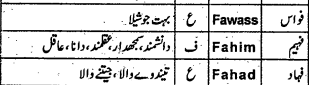 فواس Fawass ع بہت جوشیلا
فہیم Fahim ف دانشمند، سمجھدار، عقلمند، دانا، عاقل
فہاد Fahad ع تیندوے والا، جیتنے والا